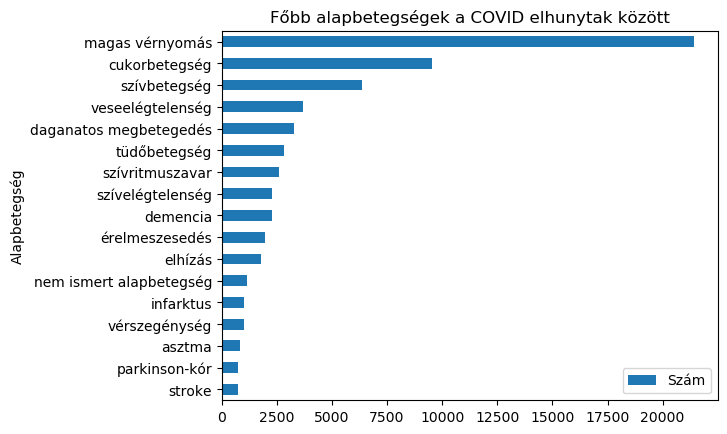 Főbb alapbetegségek a COVID elhunytak között
magas vérnyomás
cukorbetegség
szívbetegség
veseelégtelenség
daganatos megbetegedés
tüdőbetegség
szívritmuszavar
szívelégtelenség
demencia
érelmeszesedés
elhízás
nem ismert alapbetegség
infarktus
vérszegénység
asztma
parkinson-kór
stroke
Alapbetegség
Szám
0 2500 5000 7500 10000 12500 15000 17500 20000